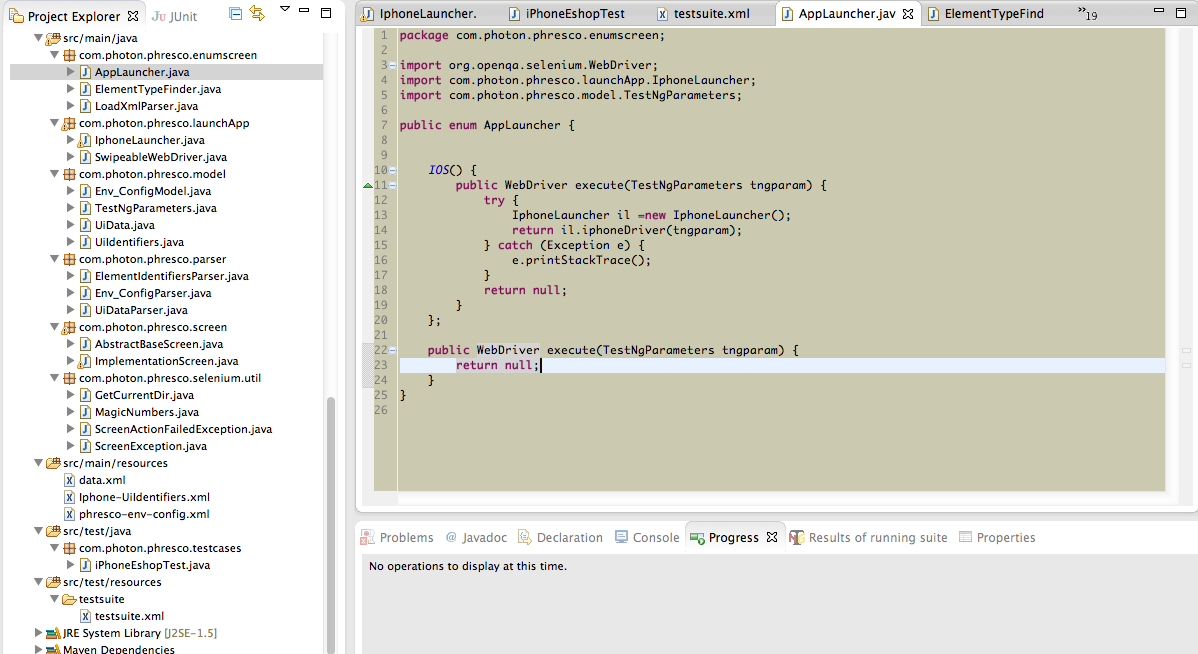 Project Explorer
JUnit
src/main/java
com.photon.phresco.enumscreen
AppLauncher.java
ElementTypeFinder.java
LoadXmlParser.java
com.photon.phresco.launchApp
IphoneLauncher.java
SwipeableWebDriver.java
com.photon.phresco.model
Env_ConfigModel.java
TestNgParameters.java
UiData.java
UiIdentifiers.java
com.photon.phresco.parser
ElementIdentifiersParser.java
Env_ConfigParser.java
UiDataParser.java
com.photon.phresco.screen
AbstractBaseScreen.java
ImplementationScreen.java
com.photon.phresco.selenium.util
GetCurrentDir.java
MagicNumbers.java
ScreenActionFailedException.java
ScreenException.java
src/main/resources
data.xml
Iphone-UiIdentifiers.xml
phresco-env-config.xml
src/test/java
com.photon.phresco.testcases
iPhoneEshopTest.java
src/test/resources
testsuite
testsuite.xml
JRE System Library [J2SE-1.5]
Maven Dependencies
IphoneLauncher.
iPhoneEshopTest
testsuite.xml
AppLauncher.jav
ElementTypeFind
»19
1 package com.photon.phresco.enumscreen;
2
3 import org.openqa.selenium.WebDriver;
4 import com.photon.phresco.launchApp.IphoneLauncher;
5 import com.photon.phresco.model.TestNgParameters;
6
7 public enum AppLauncher {
8
9
10 IOS() {
11 public WebDriver execute(TestNgParameters tngparam) {
12 try {
13 IphoneLauncher il =new IphoneLauncher();
14 return il.iphoneDriver(tngparam);
15 } catch (Exception e) {
16 e.printStackTrace();
17 }
18 return null;
19 }
20 };
21
22 public WebDriver execute(TestNgParameters tngparam) {
23 return null;
24 }
25 }
26
Problems
@ Javadoc
Declaration
Console
Progress
Results of running suite
Properties
No operations to display at this time.